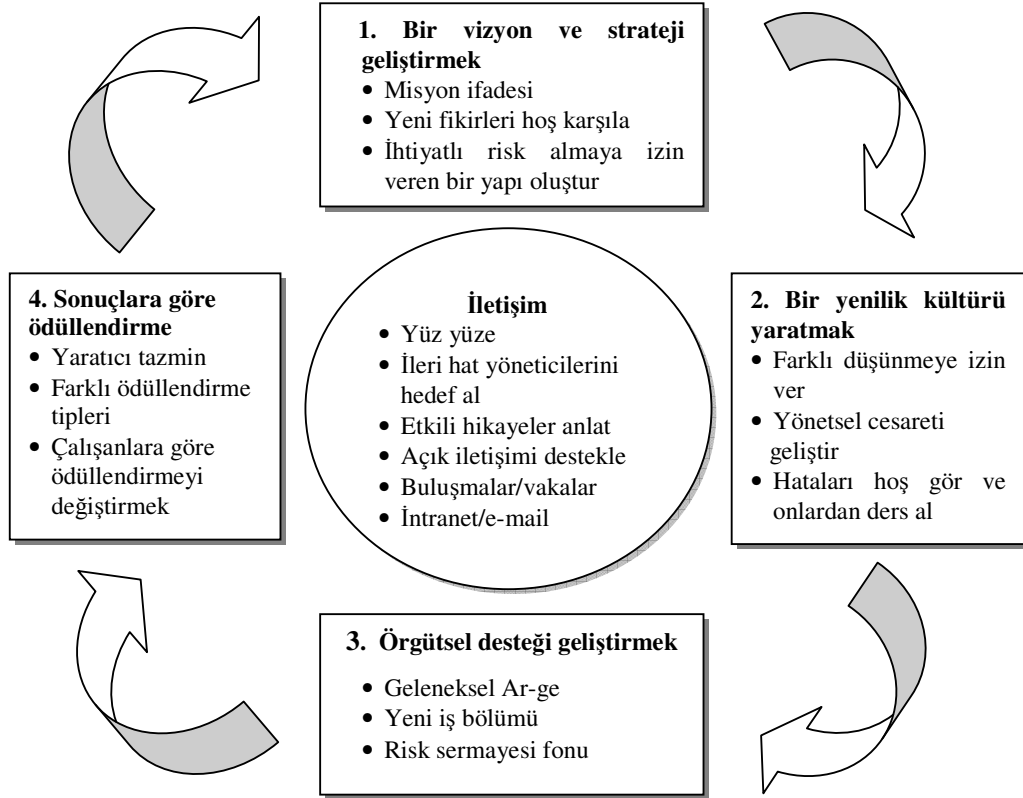 1. Bir vizyon ve strateji
geliştirmek
• Misyon ifadesi
• Yeni fikirleri hoş karşıla
• İhtiyatlı risk almaya izin
veren bir yapı oluştur
2. Bir yenilik kültürü
yaratmak
• Farklı düşünmeye izin
ver
• Yönetsel cesareti
geliştir
• Hataları hoş gör ve
onlardan ders al
3. Örgütsel desteği geliştirmek
• Geleneksel Ar-ge
• Yeni iş bölümü
• Risk sermayesi fonu
4. Sonuçlara göre
ödüllendirme
• Yaratıcı tazmin
• Farklı ödüllendirme
tipleri
• Çalışanlara göre
ödüllendirmeyi
değiştirmek
İletişim
• Yüz yüze
• İleri hat yöneticilerini
hedef al
• Etkili hikayeler anlat
• Açık iletişimi destekle
• Buluşmalar/vakalar
• İntranet/e-mail